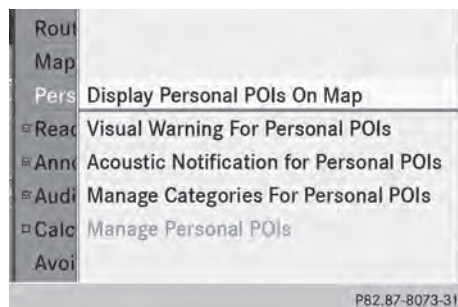 Rout
Map
Pers Display Personal POIs On Map
Read Visual Warning For Personal POIs
Anno Acoustic Notification for Personal POIs
Audi Manage Categories For Personal POIs
Calc Manage Personal POIs
Avoi
P82.87-8073-31